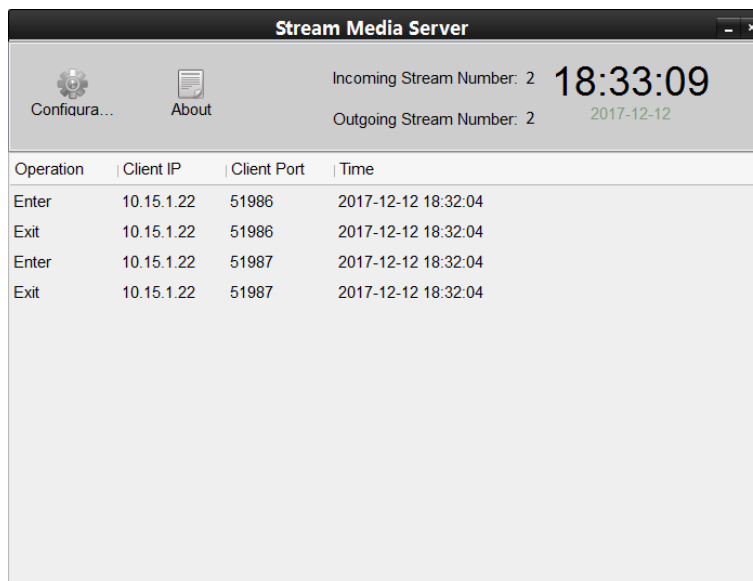 Stream Media Server
Incoming Stream Number: 2
18:33:09
Configura...
About
Outgoing Stream Number: 2
2017-12-12
Operation Client IP Client Port Time
Enter 10.15.1.22 51986 2017-12-12 18:32:04
Exit 10.15.1.22 51986 2017-12-12 18:32:04
Enter 10.15.1.22 51987 2017-12-12 18:32:04
Exit 10.15.1.22 51987 2017-12-12 18:32:04